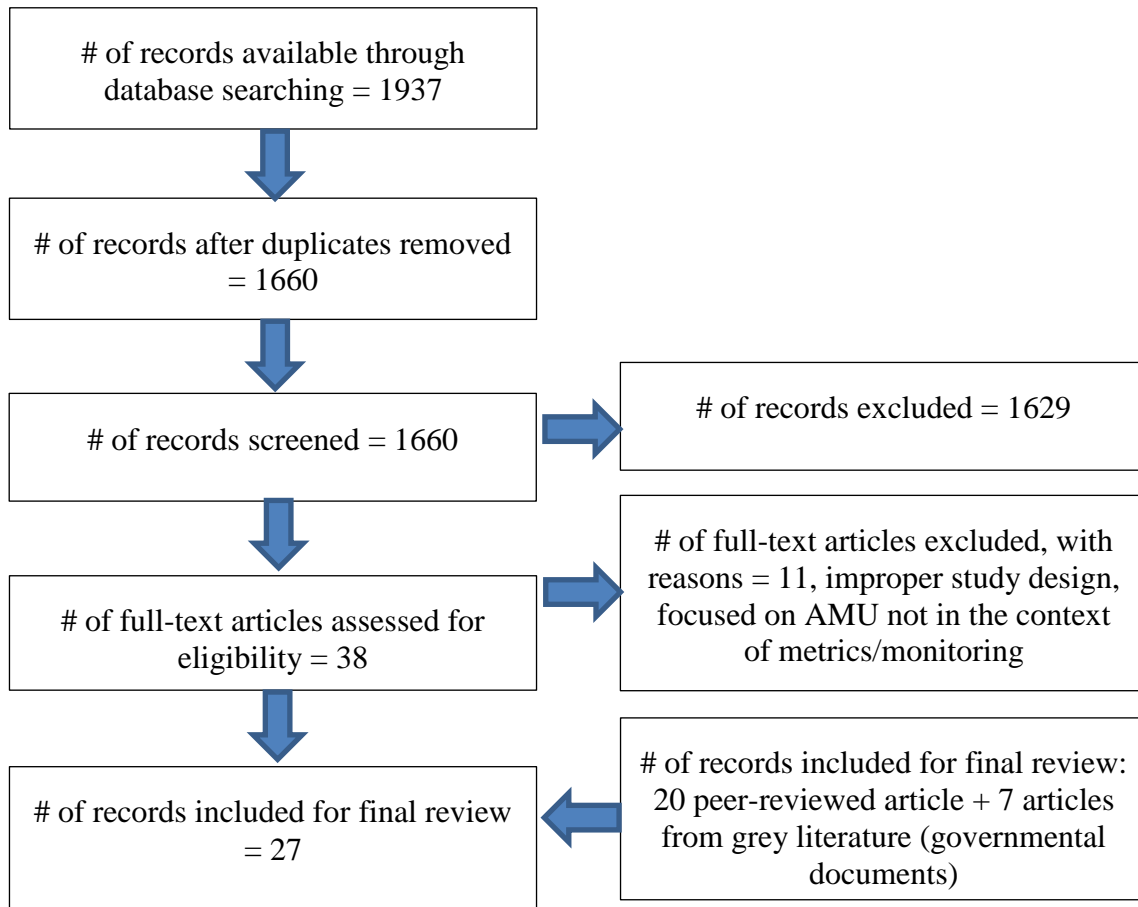 # of records available through
database searching = 1937
# of records after duplicates removed
= 1660
# of records screened = 1660
# of records excluded = 1629
# of full-text articles assessed for
eligibility = 38
# of full-text articles excluded, with
reasons = 11, improper study design,
focused on AMU not in the context
of metrics/monitoring
# of records included for final review
= 27
# of records included for final review:
20 peer-reviewed article + 7 articles
from grey literature (governmental
documents)